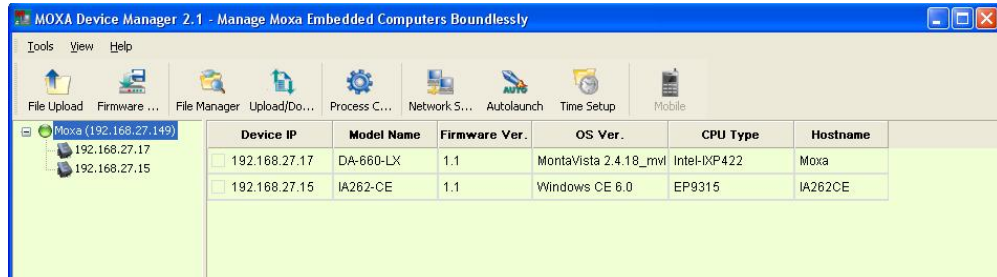 MOXA Device Manager 2.1 - Manage Moxa Embedded Computers Boundlessly
Tools View Help
File Upload Firmware ... File Manager Upload/Do... Process C... Network S... Autolaunch Time Setup Mobile
Moxa (192.168.27.149) Device IP Model Name Firmware Ver. OS Ver. CPU Type Hostname
192.168.27.17
192.168.27.15
192.168.27.17 DA-660-LX 1.1 MontaVista 2.4.18_mvl Intel-IXP422 Moxa
192.168.27.15 IA262-CE 1.1 Windows CE 6.0 EP9315 IA262CE